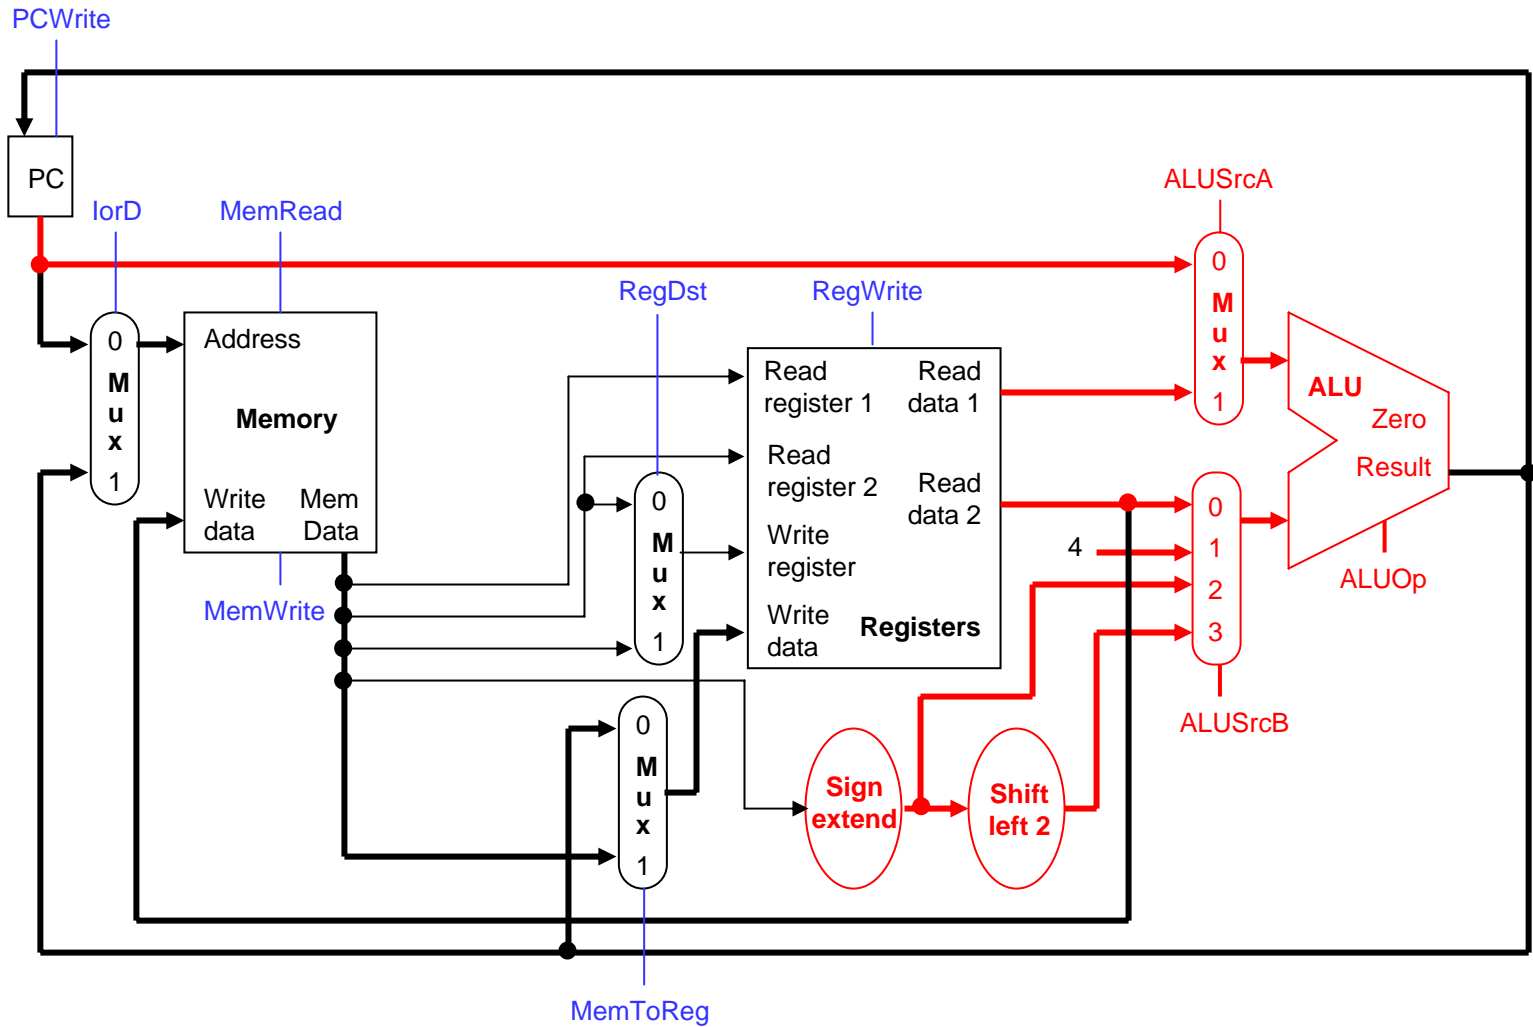 PCWrite
PC
IorD
MemRead
ALUSrcA
RegDst
RegWrite
0
M
u
x
1
Address
Memory
Write
data
Mem
Data
MemWrite
0
M
u
x
1
Read
register 1
Read
data 1
Read
register 2
Read
data 2
Write
register
Write
data
Registers
0
M
u
x
1
4
0
1
2
3
ALUSrcB
ALU
Zero
Result
ALUOp
0
M
u
x
1
MemToReg
Sign
extend
Shift
left 2